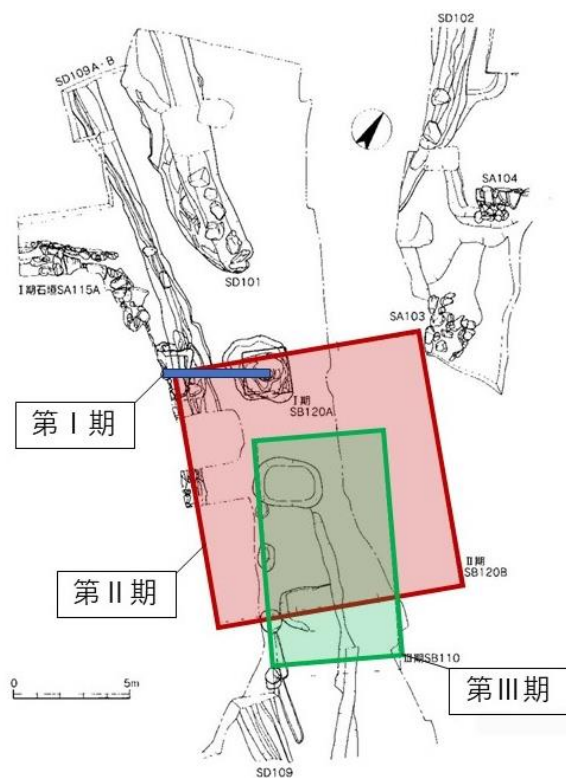 SD102
SD109A・B
SA104
Ⅰ期石垣SA115A
SD101
SA103
Ⅰ期
SB120A
第Ⅰ期
Ⅱ期
SB120B
第Ⅱ期
Ⅲ期SB110
0
5m
第Ⅲ期
SD109